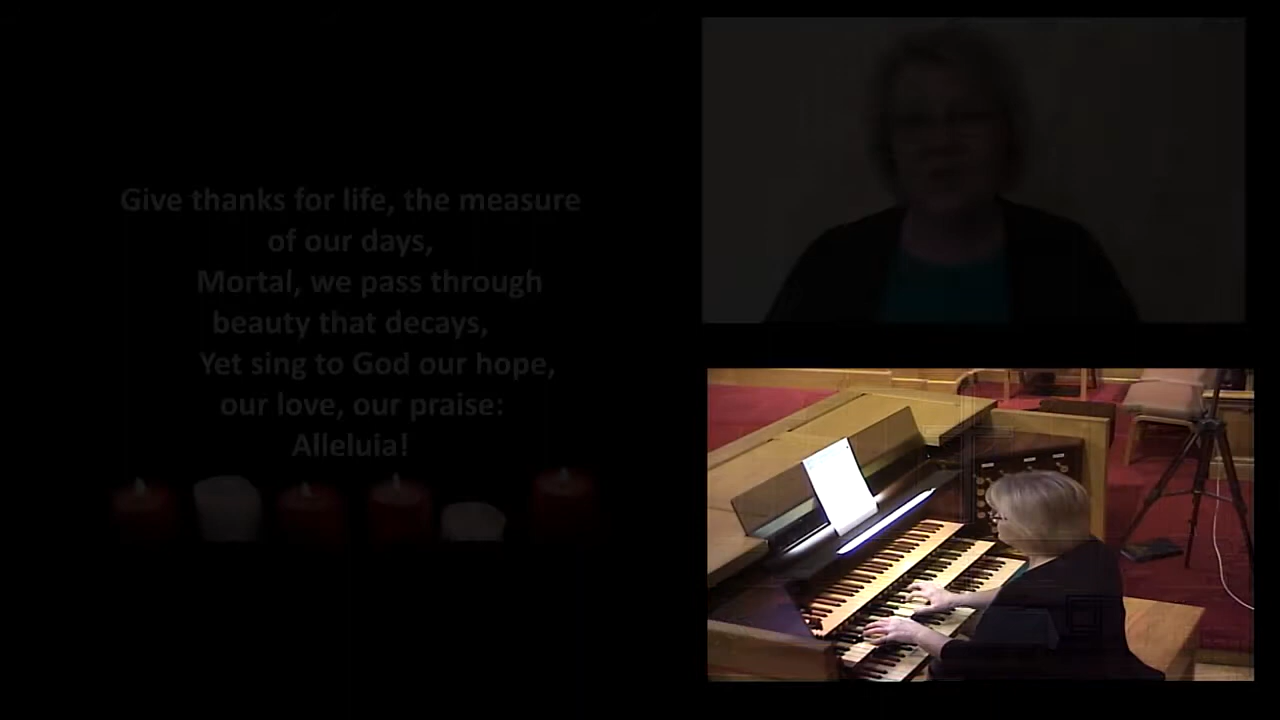 Give thanks for life, the measure
of our days,
Mortal, we pass through
beauty that decays,
Yet sing to God our hope,
our love, our praise:
Alleluia!